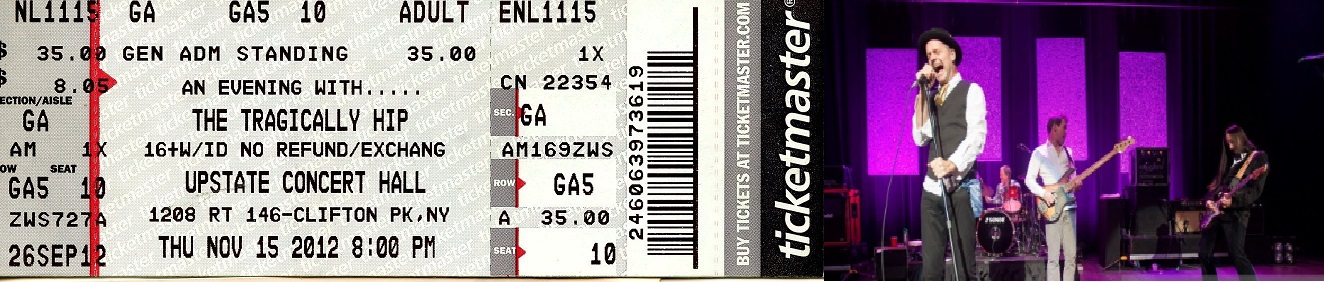 NL1115 GA GA5 10 ADULT ENL1115
$ 35.00 GEN ADM STANDING 35.00 1X
$ 8.05 AN EVENING WITH..... CN 22354
ECTION/AISLE
GA THE TRAGICALLY HIP SEC. GA
AM 1X 16+W/ID NO REFUND/EXCHANG AM169ZWS
OW SEAT
GA5 10 UPSTATE CONCERT HALL ROW GA5
ZWS727A 1208 RT 146-CLIFTON PK,NY A 35.00
26SEP12 THU NOV 15 2012 8:00 PM SEAT 10
2460639973619
BUY TICKETS AT TICKETMASTER.COM
ticketmaster®